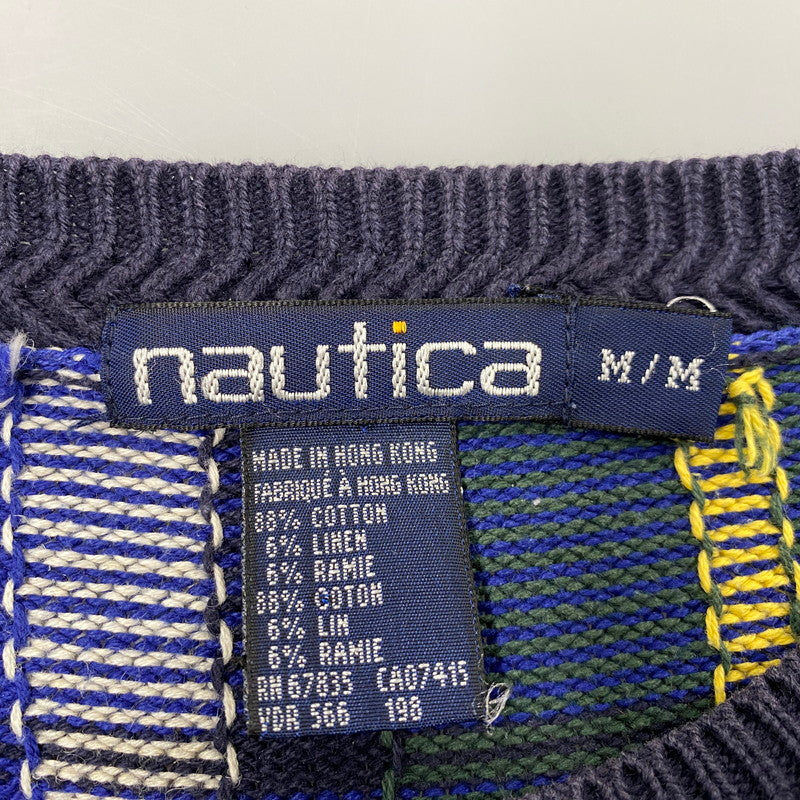 nautica
M/M
MADE IN HONG KONG
FABRIQUÉ À HONG KONG
88% COTTON
6% LINEN
6% RAMIE
88% COTON
6% LIN
6% RAMIE
RN 67835 CA07415
VDR 566 198